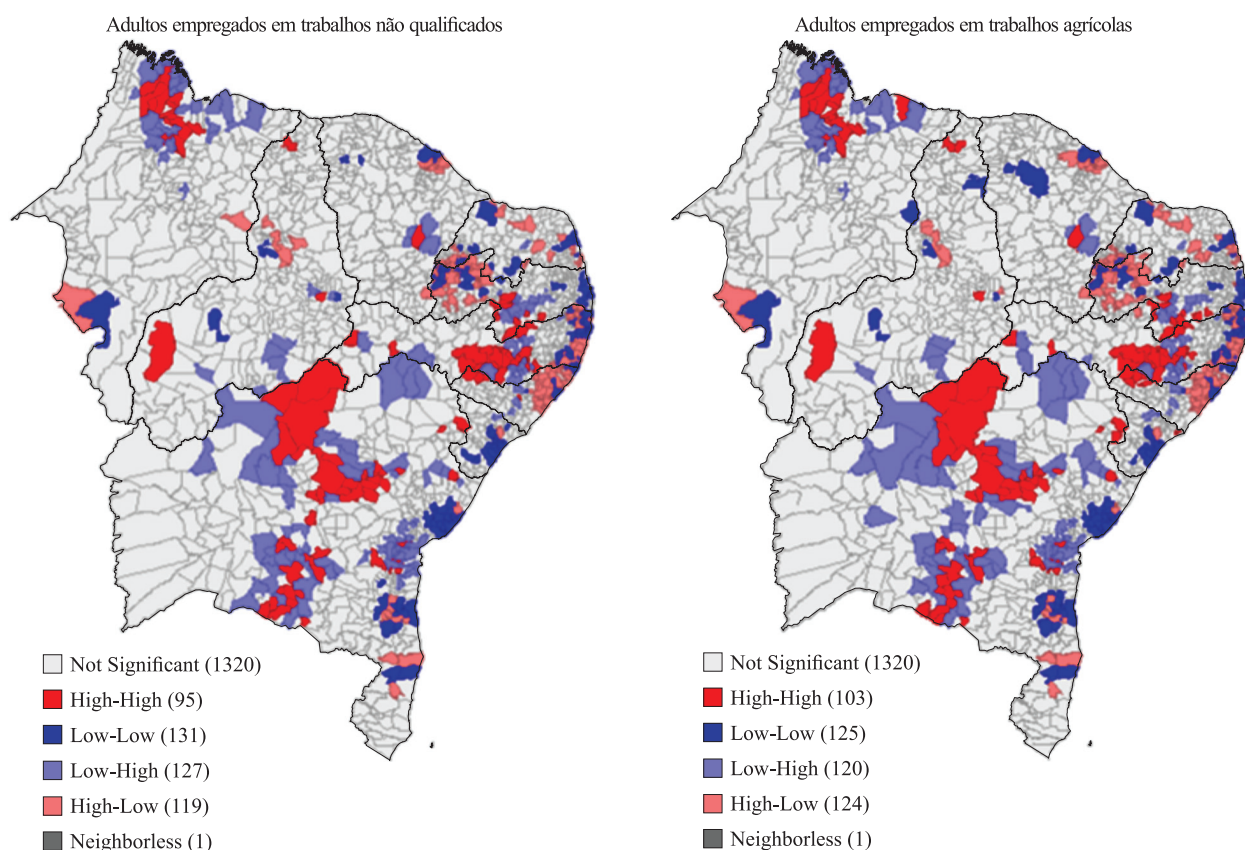 Adultos empregados em trabalhos não qualificados
Not Significant (1320)
High-High (95)
Low-Low (131)
Low-High (127)
High-Low (119)
Neighborless (1)
Adultos empregados em trabalhos agrícolas
Not Significant (1320)
High-High (103)
Low-Low (125)
Low-High (120)
High-Low (124)
Neighborless (1)